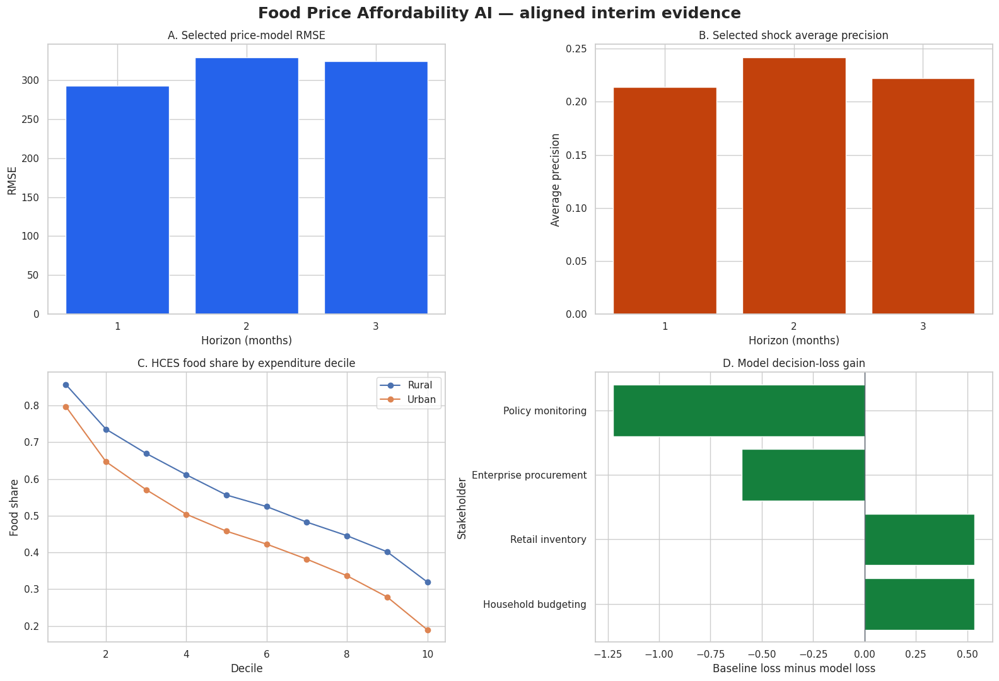 Food Price Affordability AI — aligned interim evidence
A. Selected price-model RMSE
RMSE
300
250
200
150
100
50
0
1 2 3
Horizon (months)
B. Selected shock average precision
Average precision
0.25
0.20
0.15
0.10
0.05
0.00
1 2 3
Horizon (months)
C. HCES food share by expenditure decile
Rural
Urban
Food share
0.8
0.7
0.6
0.5
0.4
0.3
0.2
2 4 6 8 10
Decile
D. Model decision-loss gain
Stakeholder
Policy monitoring
Enterprise procurement
Retail inventory
Household budgeting
−1.25 −1.00 −0.75 −0.50 −0.25 0.00 0.25 0.50
Baseline loss minus model loss